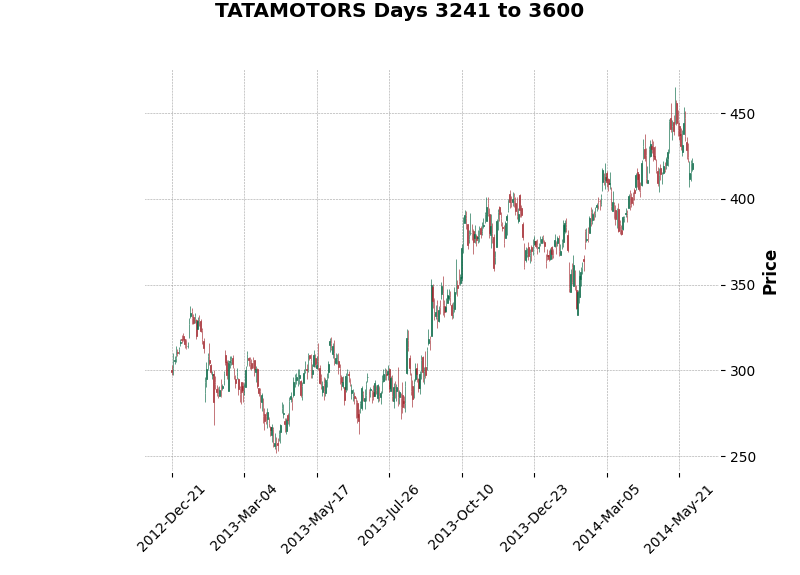 TATAMOTORS Days 3241 to 3600
450
400
350
300
250
Price
2012-Dec-21
2013-Mar-04
2013-May-17
2013-Jul-26
2013-Oct-10
2013-Dec-23
2014-Mar-05
2014-May-21